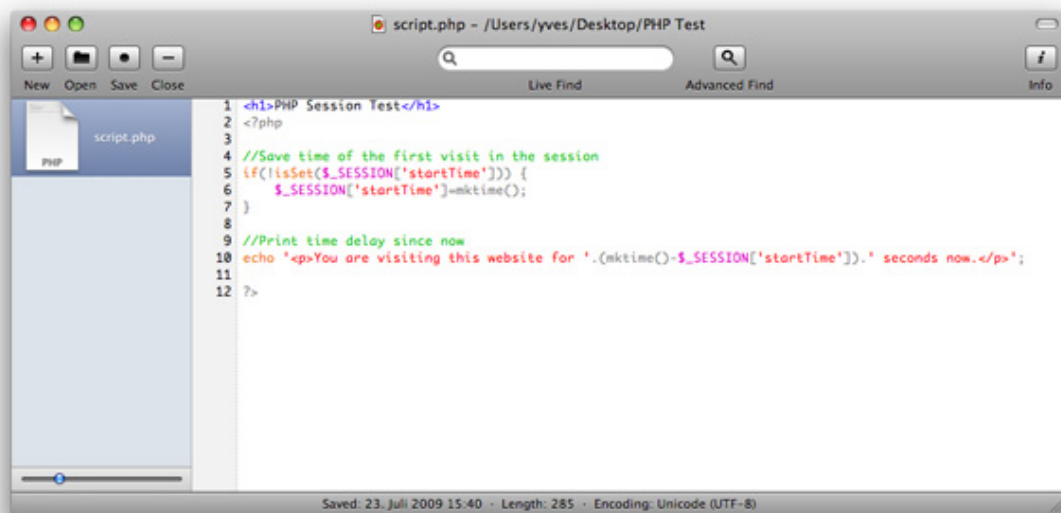 script.php – /Users/yves/Desktop/PHP Test
New Open Save Close Live Find Advanced Find Info
script.php
PHP
1 <h1>PHP Session Test</h1>
2 <?php
3
4 //Save time of the first visit in the session
5 if(!isSet($_SESSION['startTime'])) {
6     $_SESSION['startTime']=mktime();
7 }
8
9 //Print time delay since now
10 echo '<p>You are visiting this website for '.(mktime()-$_SESSION['startTime']).' seconds now.</p>';
11
12 ?>
Saved: 23. Juli 2009 15:40 · Length: 285 · Encoding: Unicode (UTF-8)